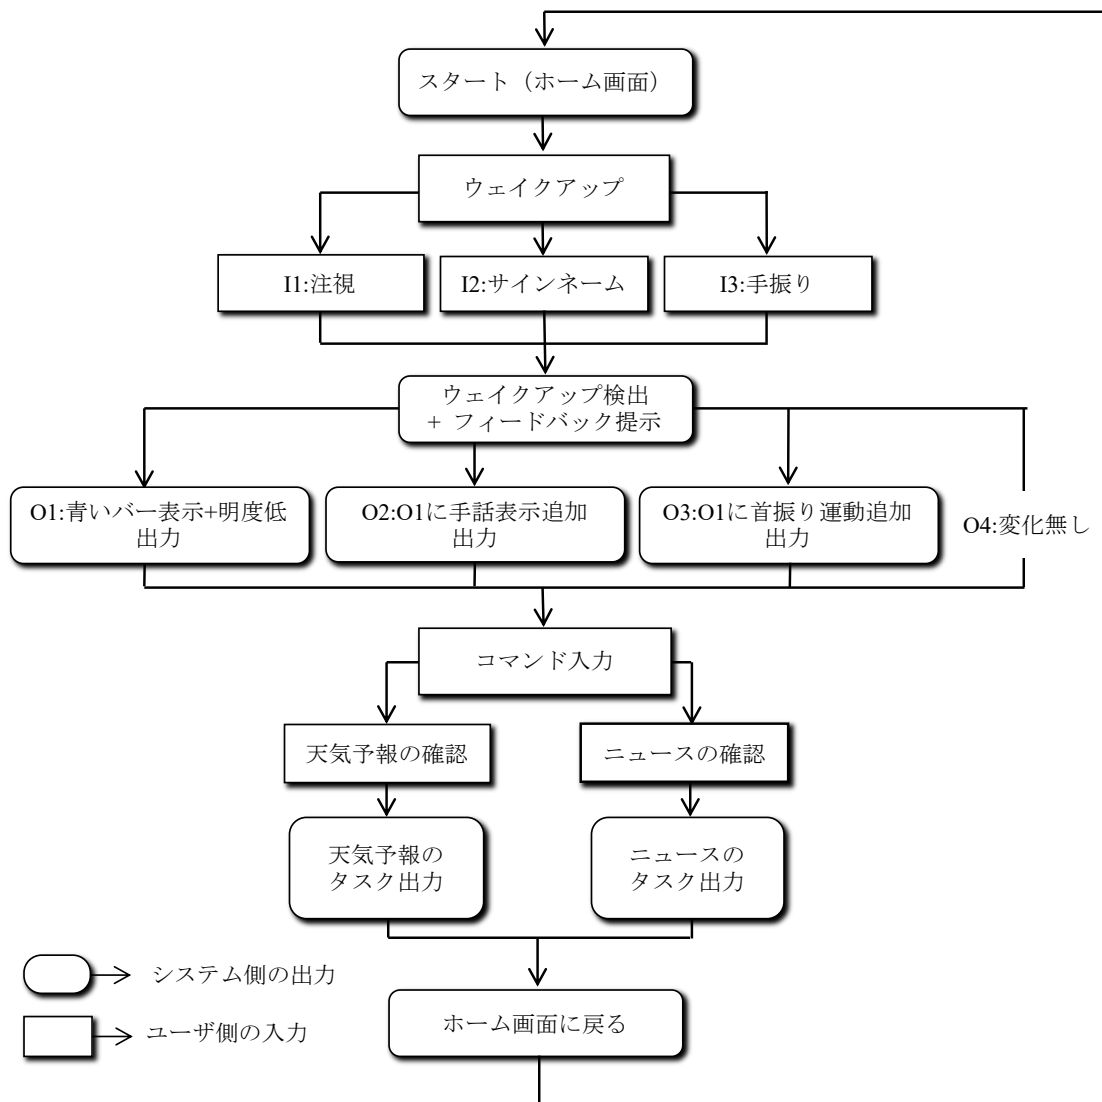 スタート（ホーム画面）
ウェイクアップ
I1:注視
I2:サインネーム
I3:手振り
ウェイクアップ検出
+ フィードバック提示
O1:青いバー表示+明度低
出力
O2:O1に手話表示追加
出力
O3:O1に首振り運動追加
出力
O4:変化無し
コマンド入力
天気予報の確認
ニュースの確認
天気予報の
タスク出力
ニュースの
タスク出力
システム側の出力
ユーザ側の入力
ホーム画面に戻る